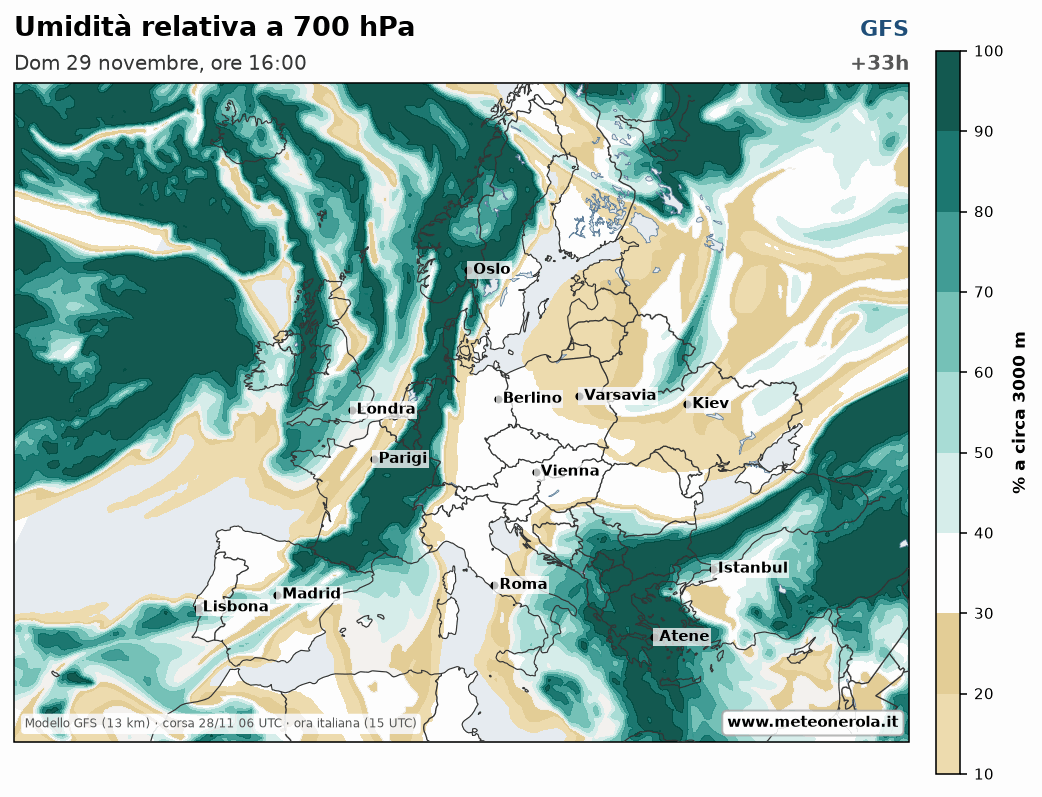 Umidità relativa a 700 hPa
GFS
Dom 29 novembre, ore 16:00
+33h
100
90
80
70
60
50
40
30
20
10
% a circa 3000 m
Oslo
Berlino
Varsavia
Kiev
Londra
Parigi
Vienna
Istanbul
Roma
Madrid
Lisbona
Atene
Modello GFS (13 km) · corsa 28/11 06 UTC · ora italiana (15 UTC)
www.meteonerola.it